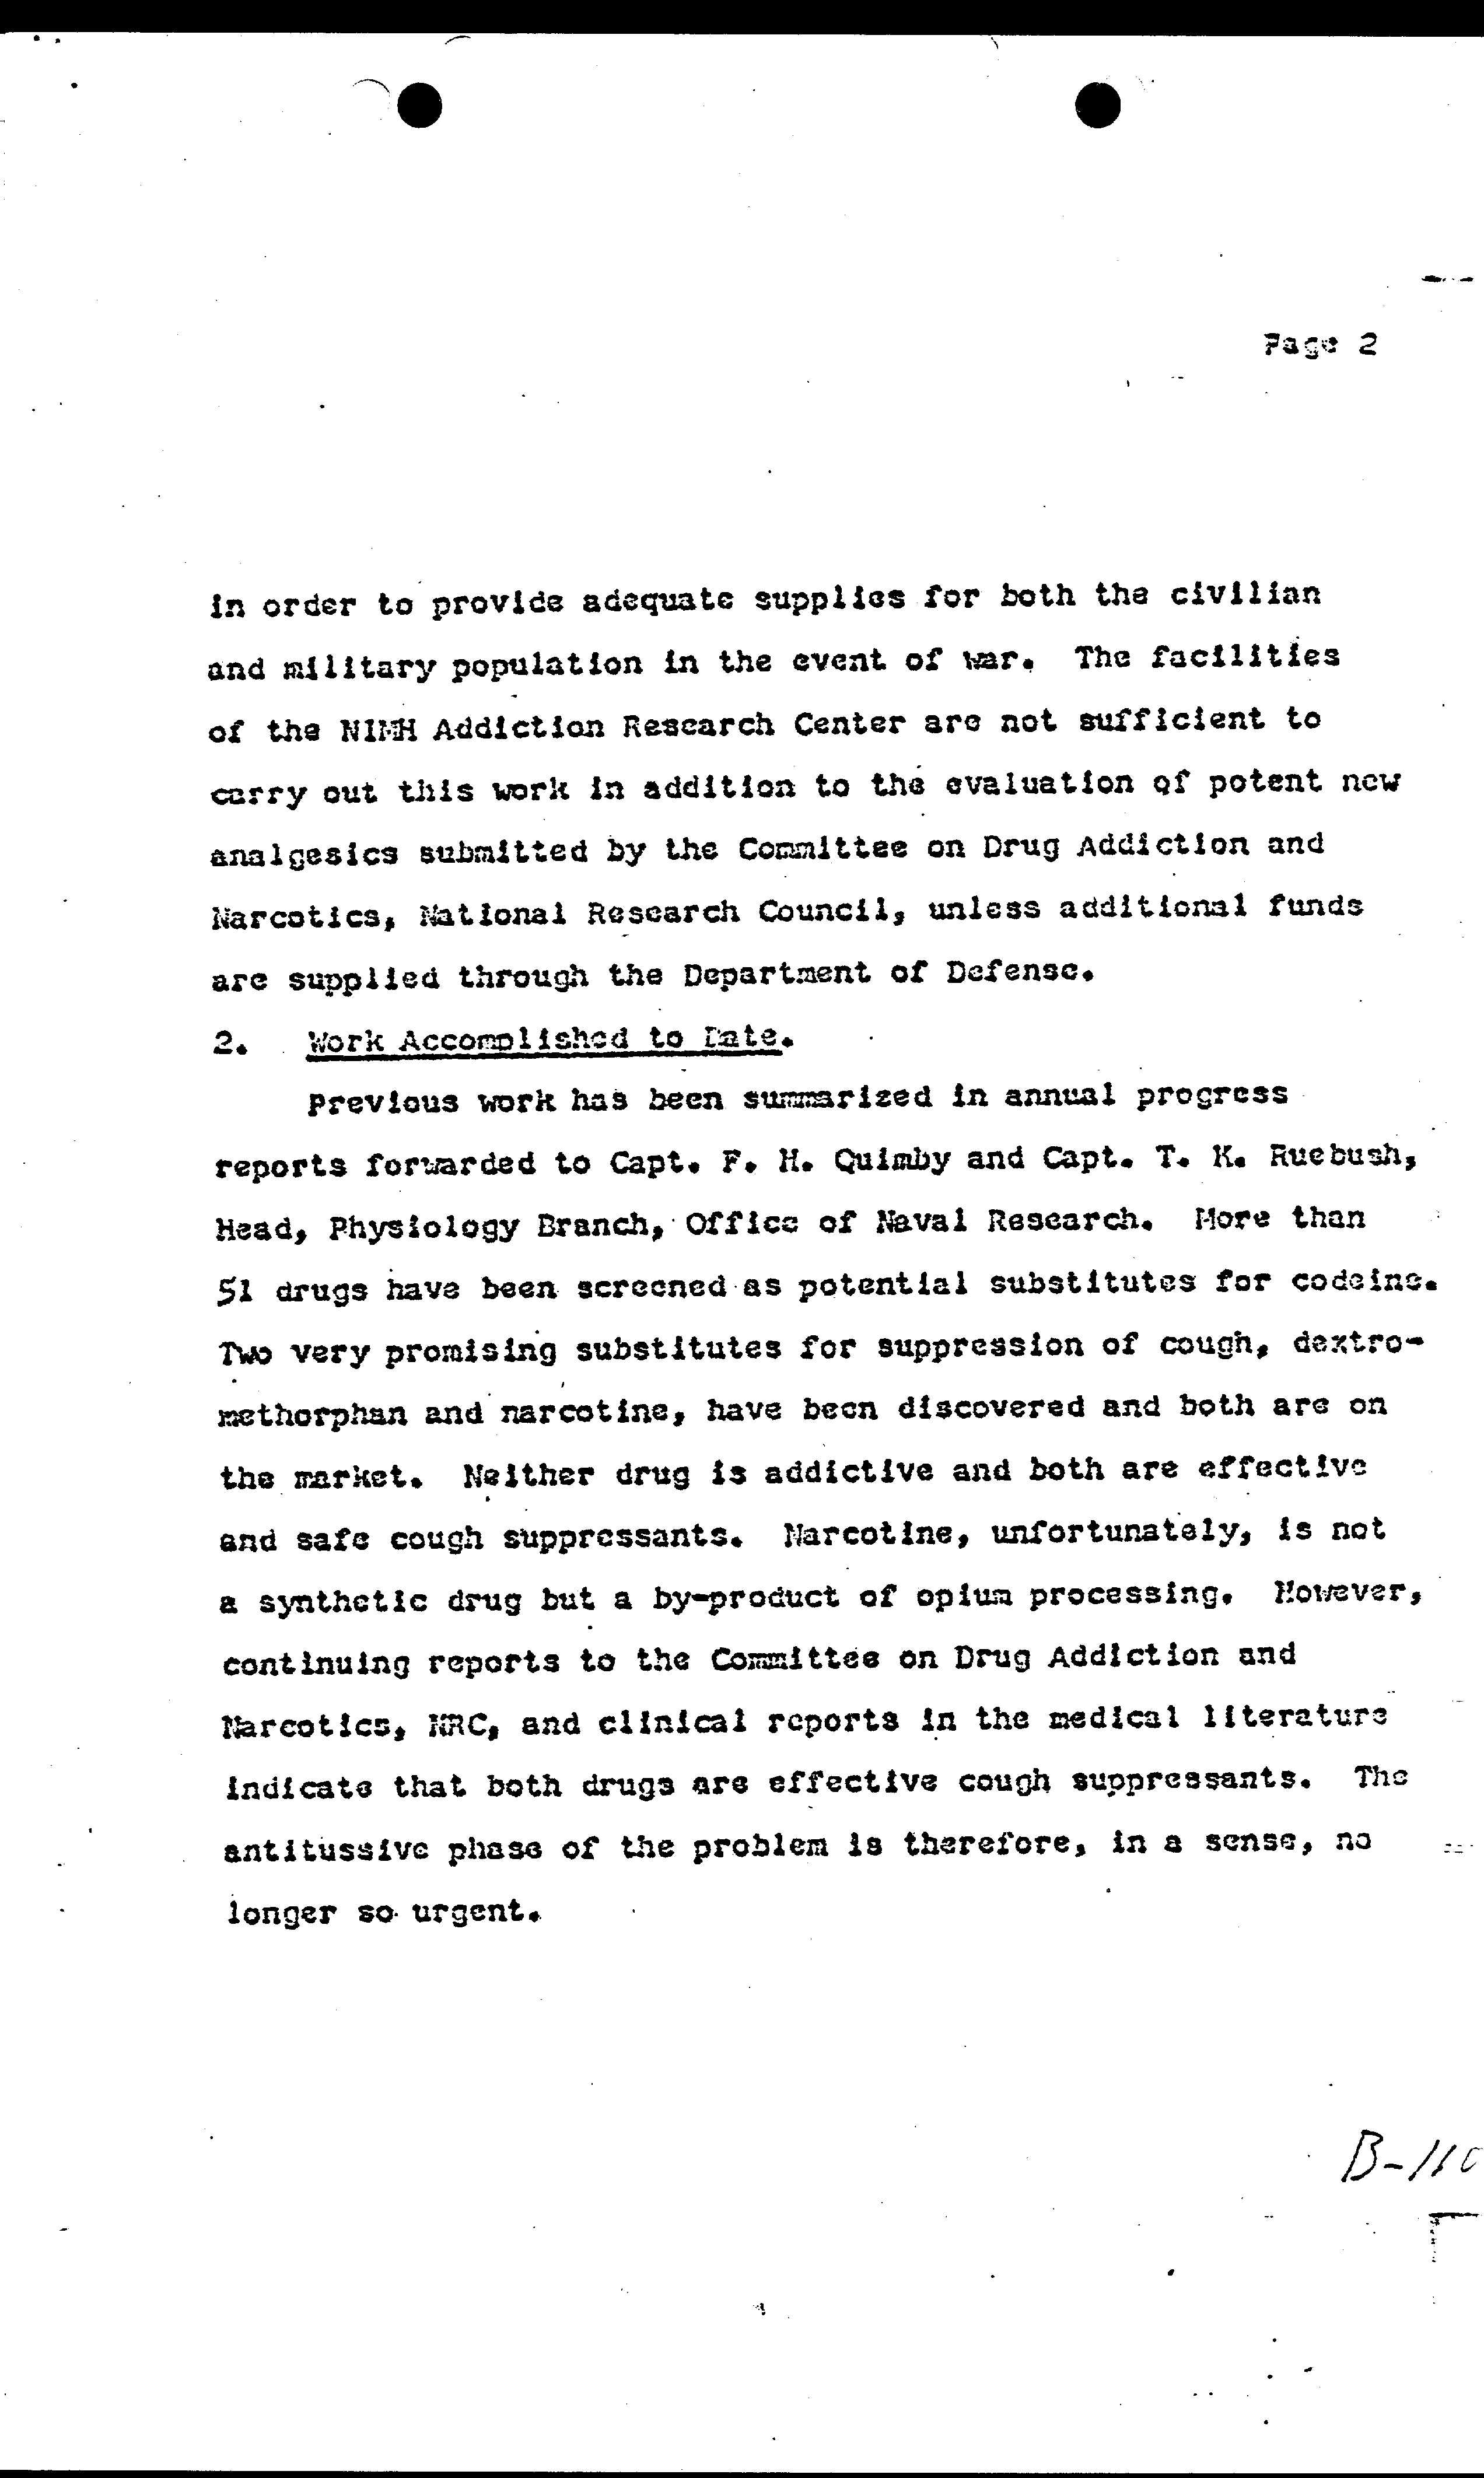 Page 2
in order to provide adequate supplies for both the civilian
and military population in the event of war. The facilities
of the NIMH Addiction Research Center are not sufficient to
carry out this work in addition to the evaluation of potent new
analgesics submitted by the Committee on Drug Addiction and
Narcotics, National Research Council, unless additional funds
are supplied through the Department of Defense.
2. Work Accomplished to Date.
Previous work has been summarized in annual progress
reports forwarded to Capt. F. H. Quimby and Capt. T. K. Ruebush,
Head, Physiology Branch, Office of Naval Research. More than
51 drugs have been screened as potential substitutes for codeine.
Two very promising substitutes for suppression of cough, dextro-
methorphan and narcotine, have been discovered and both are on
the market. Neither drug is addictive and both are effective
and safe cough suppressants. Narcotine, unfortunately, is not
a synthetic drug but a by-product of opium processing. However,
continuing reports to the Committee on Drug Addiction and
Narcotics, NRC, and clinical reports in the medical literature
indicate that both drugs are effective cough suppressants. The
antitussive phase of the problem is therefore, in a sense, no
longer so urgent.